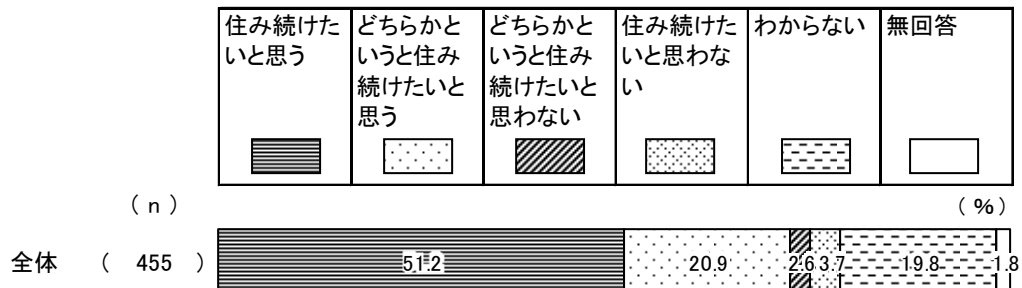 住み続けた
いと思う
どちらかと
いうと住み
続けたいと
思う
どちらかと
いうと住み
続けたいと
思わない
住み続けた
いと思わな
い
わからない
無回答
（ｎ）
（％）
全体 （ 455 ） 51.2 20.9 2.6 3.7 19.8 1.8